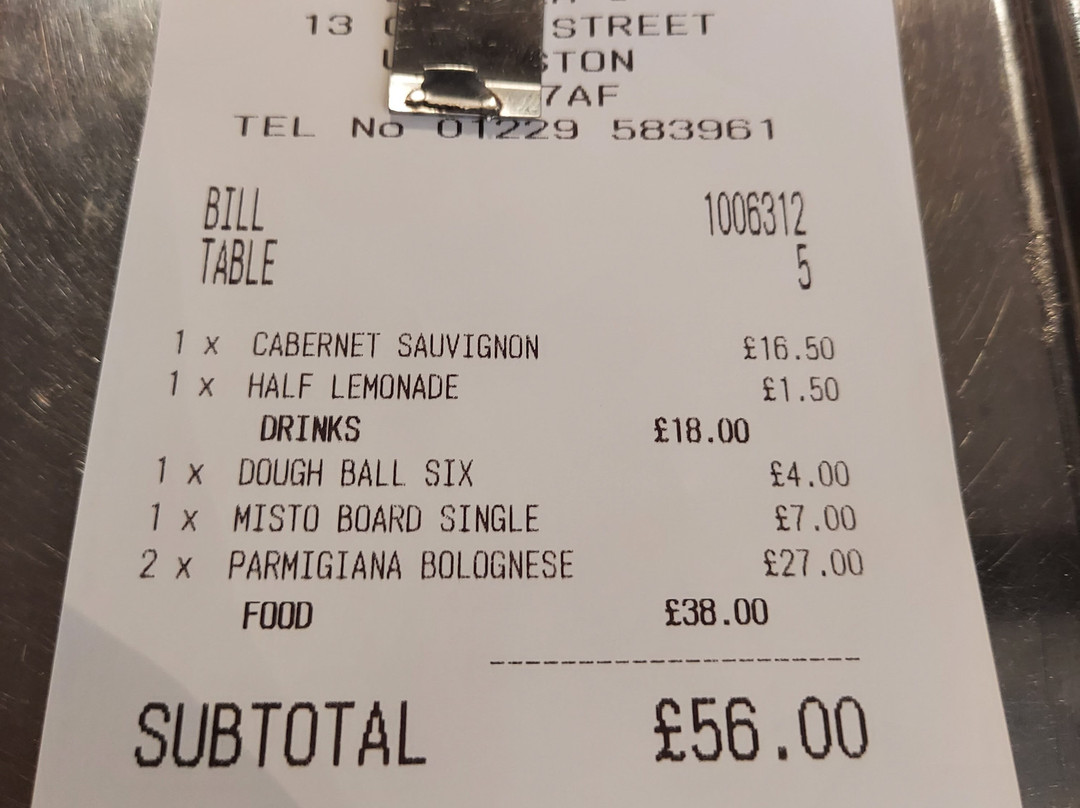 13 STREET
TON
7AF
TEL No 01229 583961
BILL 1006312
TABLE 5
1 x CABERNET SAUVIGNON £16.50
1 x HALF LEMONADE £1.50
DRINKS £18.00
1 x DOUGH BALL SIX £4.00
1 x MISTO BOARD SINGLE £7.00
2 x PARMIGIANA BOLOGNESE £27.00
FOOD £38.00
SUBTOTAL £56.00